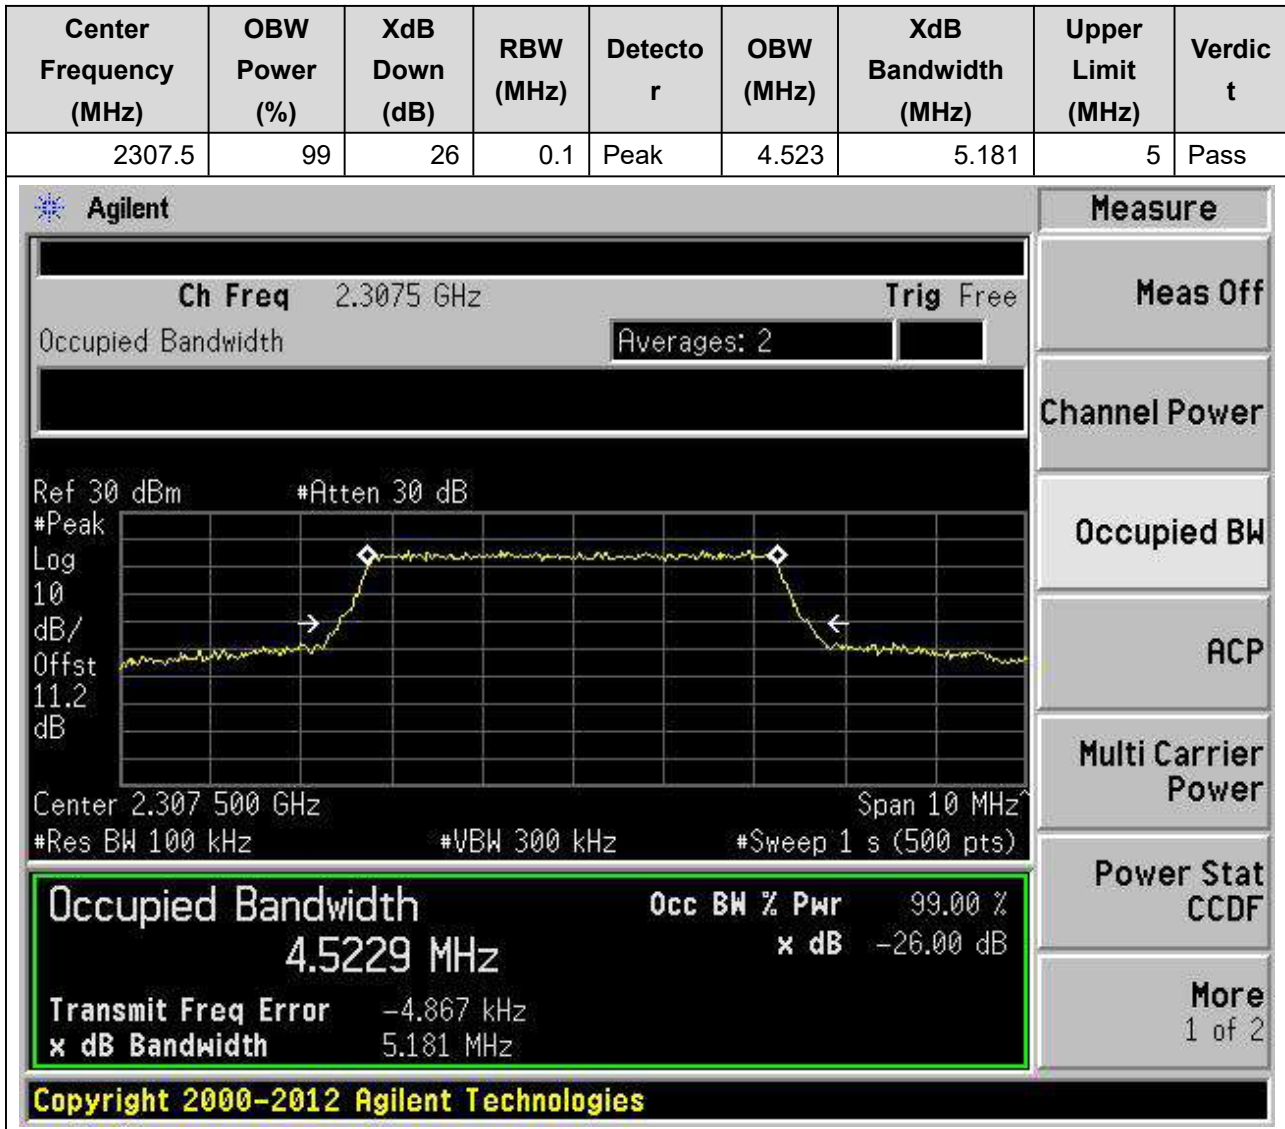 Center Frequency (MHz) OBW Power (%) XdB Down (dB) RBW (MHz) Detector OBW (MHz) XdB Bandwidth (MHz) Upper Limit (MHz) Verdict
2307.5 99 26 0.1 Peak 4.523 5.181 5 Pass
Agilent
Measure
Ch Freq 2.3075 GHz Trig Free
Meas Off
Occupied Bandwidth Averages: 2
Channel Power
Ref 30 dBm #Atten 30 dB
#Peak
Log
10
dB/
Offst
11.2
dB
Occupied BW
ACP
Multi Carrier
Power
Center 2.307 500 GHz Span 10 MHz^
#Res BW 100 kHz #VBW 300 kHz #Sweep 1 s (500 pts)
Power Stat
CCDF
Occupied Bandwidth Occ BW % Pwr 99.00 %
4.5229 MHz x dB -26.00 dB
Transmit Freq Error -4.867 kHz
x dB Bandwidth 5.181 MHz
More
1 of 2
Copyright 2000-2012 Agilent Technologies